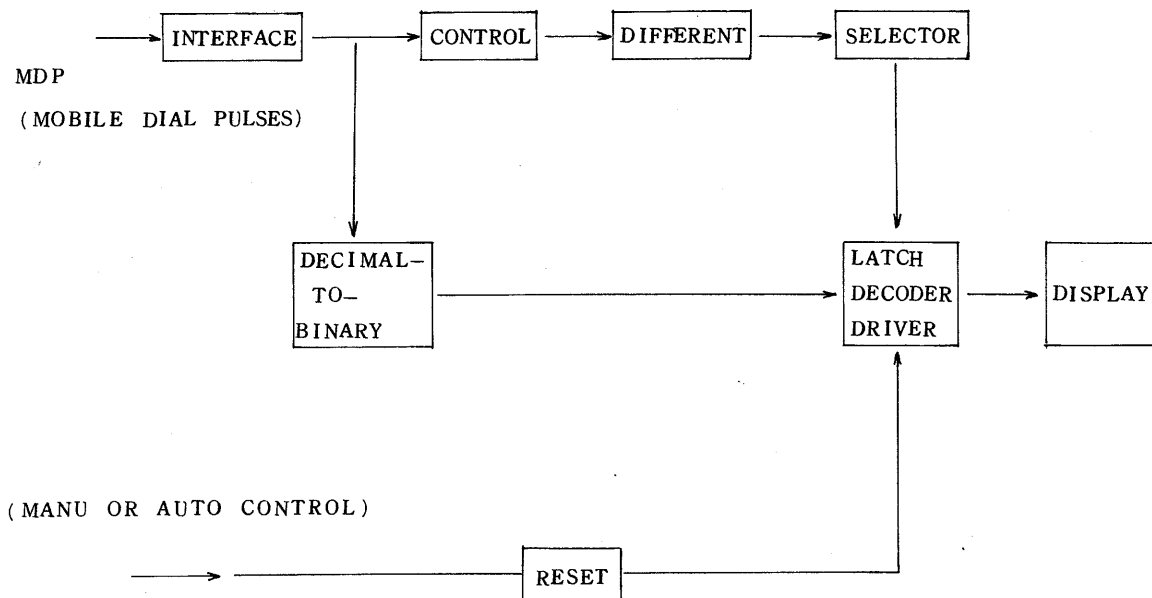 INTERFACE
CONTROL
DIFFERENT
SELECTOR
MDP
(MOBILE DIAL PULSES)
DECIMAL–
TO–
BINARY
LATCH
DECODER
DRIVER
DISPLAY
(MANU OR AUTO CONTROL)
RESET